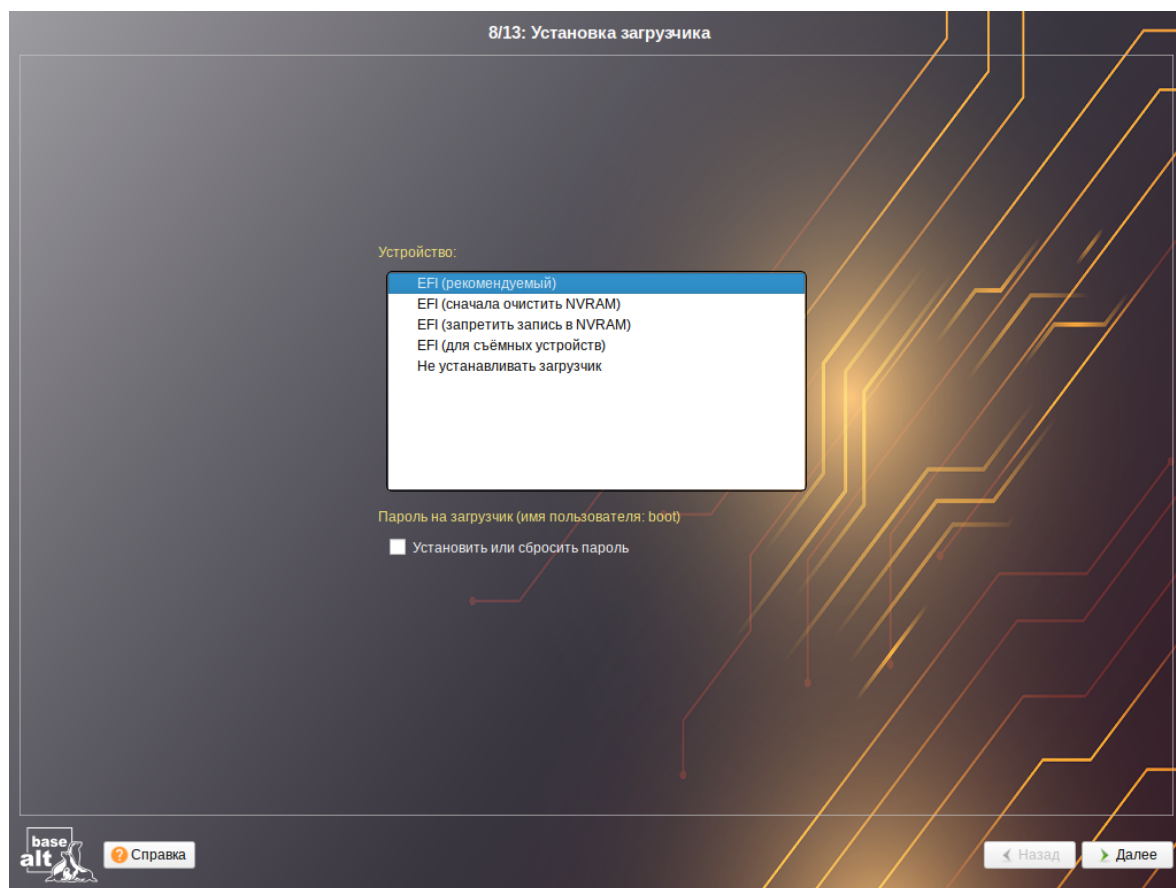 8/13: Установка загрузчика
Устройство:
EFI (рекомендуемый)
EFI (сначала очистить NVRAM)
EFI (запретить запись в NVRAM)
EFI (для съёмных устройств)
Не устанавливать загрузчик
Пароль на загрузчик (имя пользователя: boot)
Установить или сбросить пароль
base
alt
Справка
Назад
Далее